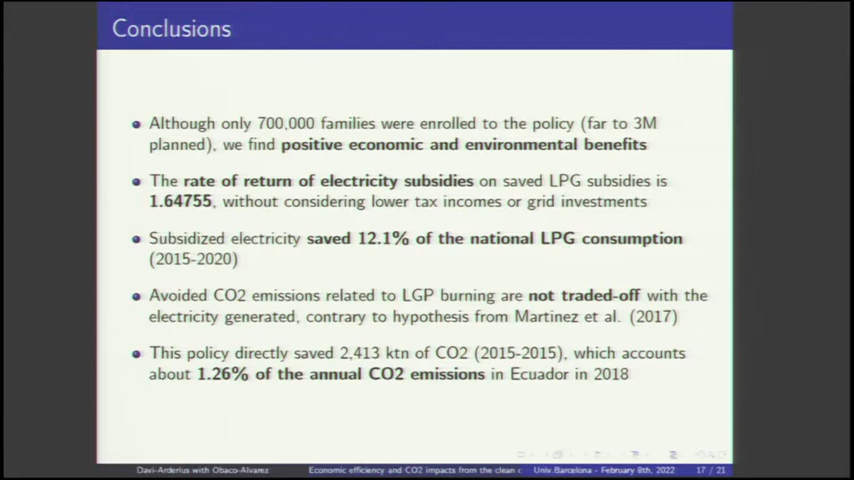 Conclusions
Although only 700,000 families were enrolled to the policy (far to 3M
planned), we find positive economic and environmental benefits
The rate of return of electricity subsidies on saved LPG subsidies is
1.64755, without considering lower tax incomes or grid investments
Subsidized electricity saved 12.1% of the national LPG consumption
(2015-2020)
Avoided CO2 emissions related to LGP burning are not traded-off with the
electricity generated, contrary to hypothesis from Martinez et al. (2017)
This policy directly saved 2,413 ktn of CO2 (2015-2015), which accounts
about 1.26% of the annual CO2 emissions in Ecuador in 2018
Davi-Arderius with Obaco-Alvarez Economic efficiency and CO2 impacts from the clean c Univ.Barcelona - February 8th, 2022 17 / 21